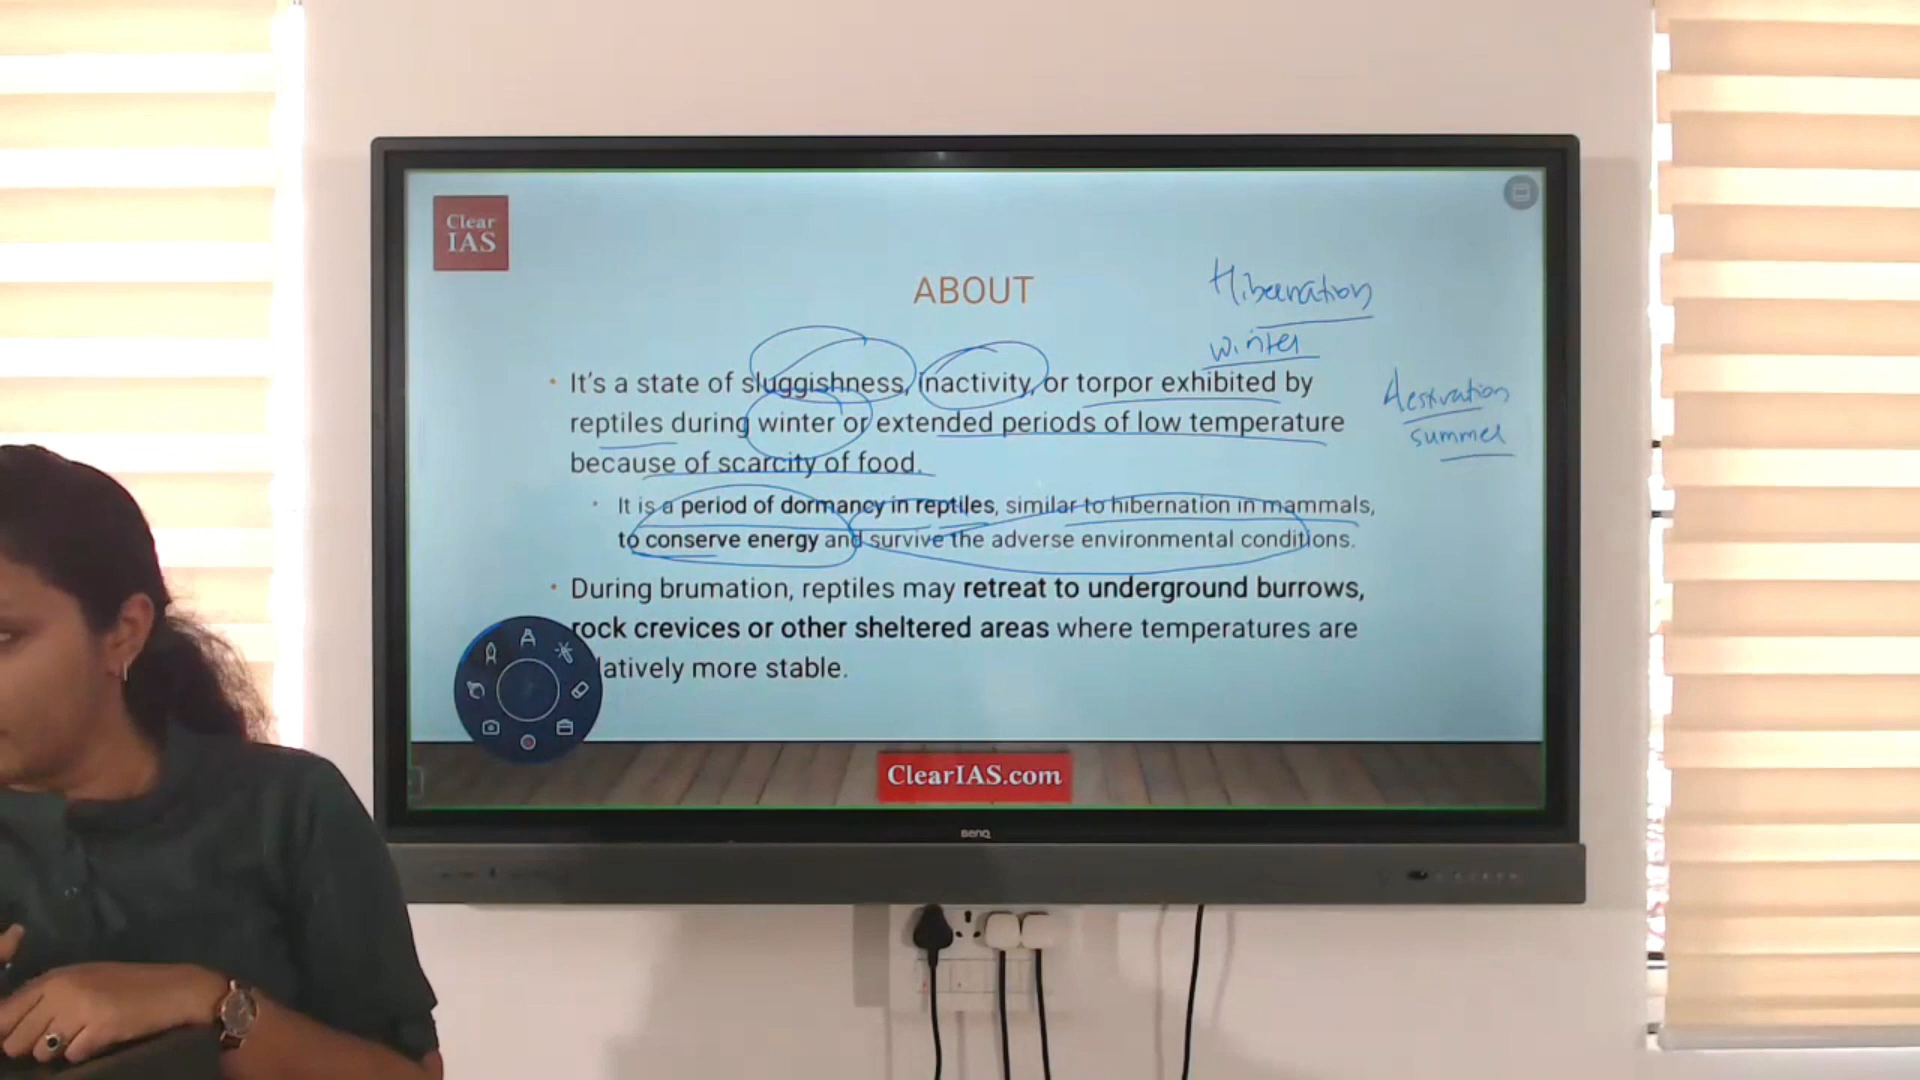 Clear
IAS
ABOUT
Hibernation
winter
Aestivation
summer
• It's a state of sluggishness, inactivity, or torpor exhibited by
reptiles during winter or extended periods of low temperature
because of scarcity of food.
• It is a period of dormancy in reptiles, similar to hibernation in mammals,
to conserve energy and survive the adverse environmental conditions.
• During brumation, reptiles may retreat to underground burrows,
rock crevices or other sheltered areas where temperatures are
latively more stable.
ClearIAS.com
BenQ